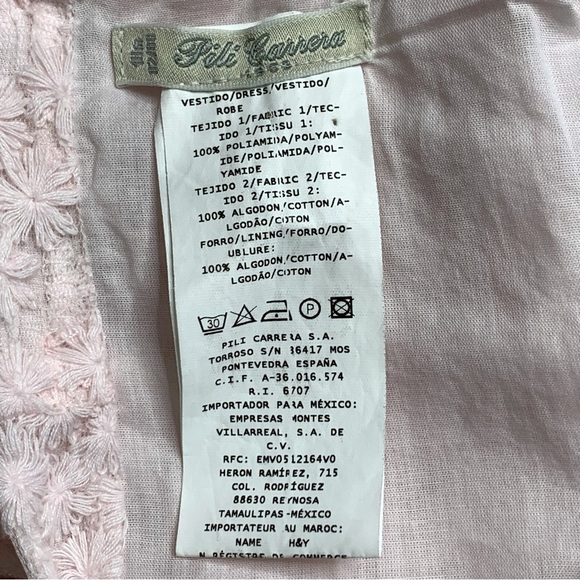 Pili Carrera
VESTIDO/DRESS/VESTIDO/
ROBE
TEJIDO 1/FABRIC 1/TEC-
IDO 1/TISSU 1:
100% POLIAMIDA/POLYAM-
IDE/POLIAMIDA/POL-
YAMIDE
TEJIDO 2/FABRIC 2/TEC-
IDO 2/TISSU 2:
100% ALGODON/COTTON/A-
LGODÃO/COTON
FORRO/LINING/FORRO/DO-
UBLURE:
100% ALGODON/COTTON/A-
LGODÃO/COTON
30 P
PILI CARRERA S.A.
TORROSO S/N 36417 MOS
PONTEVEDRA ESPAÑA
C.I.F. A-36.016.574
R.I. 6707
IMPORTADOR PARA MÉXICO:
EMPRESAS MONTES
VILLARREAL, S.A. DE
C.V.
RFC: EMV0512164V0
HERON RAMÍREZ, 715
COL. RODRÍGUEZ
88630 REYNOSA
TAMAULIPAS-MÉXICO
IMPORTATEUR AU MAROC:
NAME H&Y
N REGISTRE DE COMMERCE